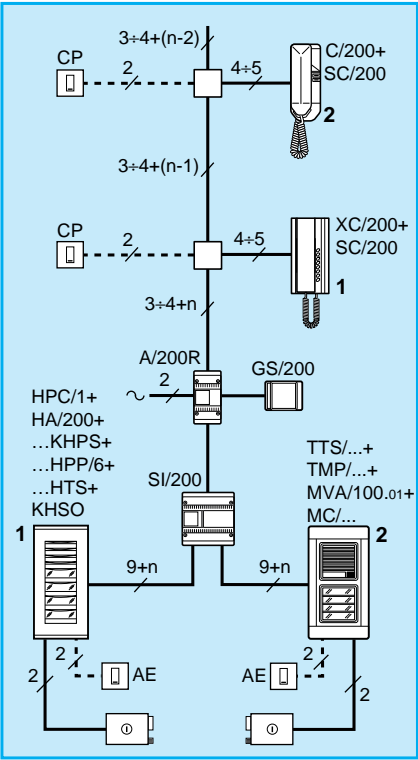 3÷4+(n-2)
CP
2
4÷5
C/200+
SC/200
2
3÷4+(n-1)
CP
2
4÷5
XC/200+
SC/200
1
3÷4+n
A/200R
2
GS/200
HPC/1+
HA/200+
...KHPS+
...HPP/6+
...HTS+
KHSO
1
SI/200
TTS/...+
TMP/...+
MVA/100.01+
MC/...
2
9+n
9+n
2
AE
2
AE
2
2